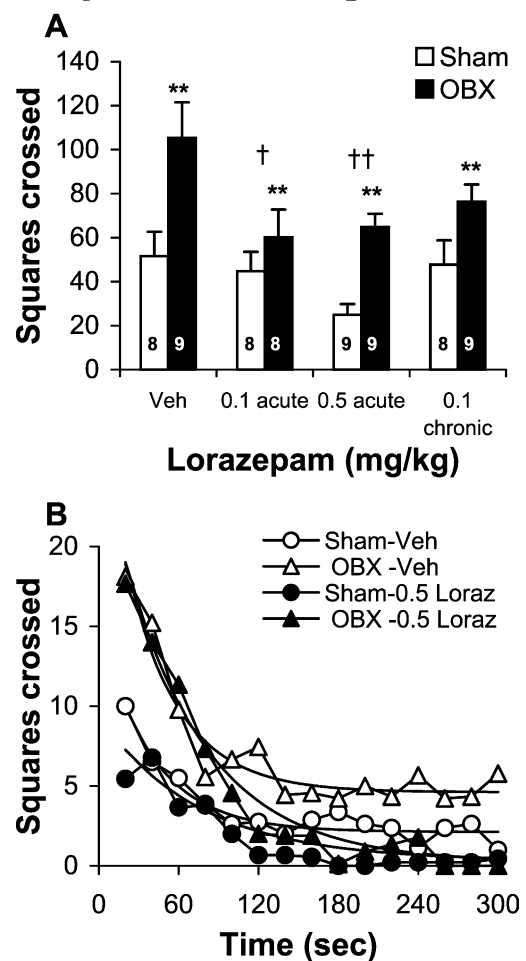 A
Sham
OBX
Squares crossed
140
120
100
80
60
40
20
0
**
†
**
††
**
**
8 9 8 8 9 9 8 9
Veh 0.1 acute 0.5 acute 0.1
chronic
Lorazepam (mg/kg)
B
Sham-Veh
OBX -Veh
Sham-0.5 Loraz
OBX -0.5 Loraz
Squares crossed
20
15
10
5
0
0 60 120 180 240 300
Time (sec)